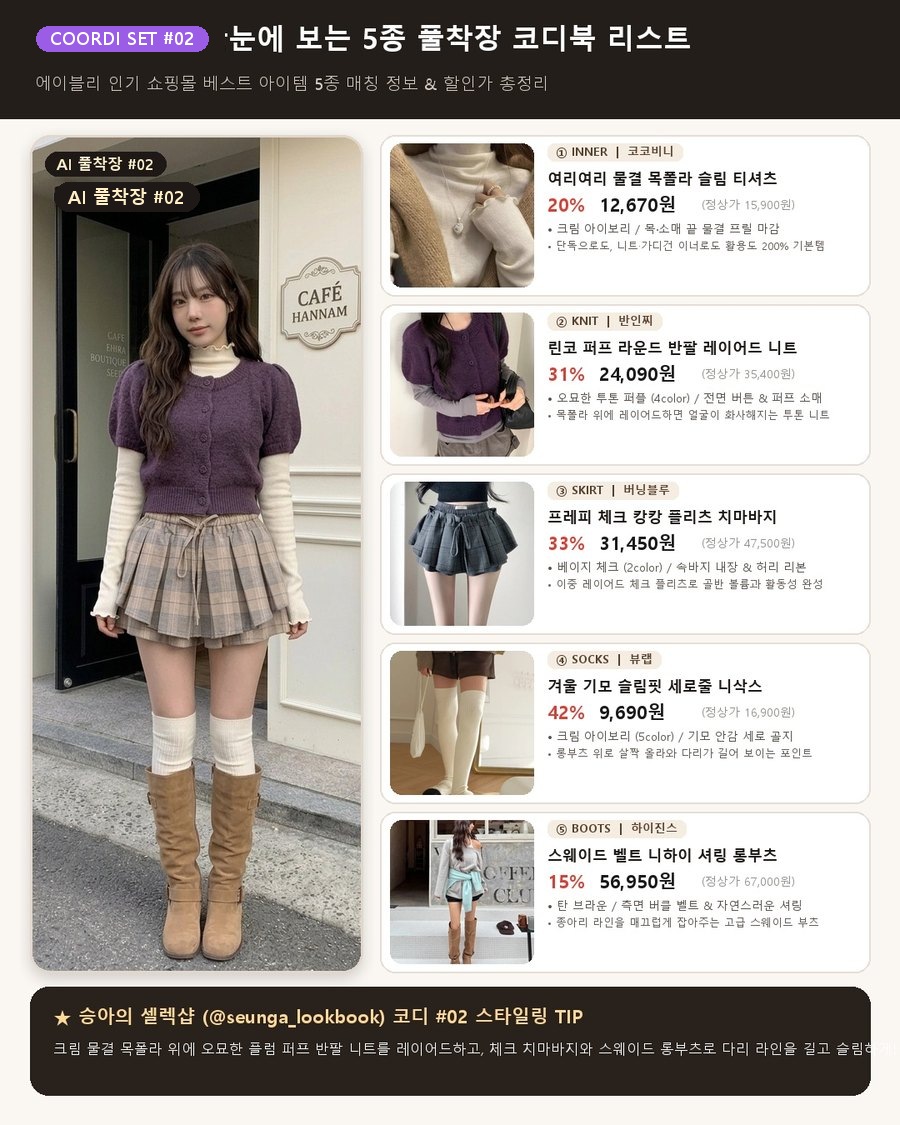 COORDI SET #02
눈에 보는 5종 풀착장 코디북 리스트
에이블리 인기 쇼핑몰 베스트 아이템 5종 매칭 정보 & 할인가 총정리
AI 풀착장 #02
AI 풀착장 #02
CAFÉ
HANNAM
CAFE
BOUTIQUE
① INNER | 코코비니
여리여리 물결 목폴라 슬림 티셔츠
20% 12,670원 (정상가 15,900원)
• 크림 아이보리 / 목·소매 끝 물결 프릴 마감
• 단독으로도, 니트·가디건 이너로도 활용도 200% 기본템
② KNIT | 반인찌
린코 퍼프 라운드 반팔 레이어드 니트
31% 24,090원 (정상가 35,400원)
• 오묘한 투톤 퍼플 (4color) / 전면 버튼 & 퍼프 소매
• 목폴라 위에 레이어드하면 얼굴이 화사해지는 투톤 니트
③ SKIRT | 버닝블루
프레피 체크 캉캉 플리츠 치마바지
33% 31,450원 (정상가 47,500원)
• 베이지 체크 (2color) / 속바지 내장 & 허리 리본
• 이중 레이어드 체크 플리츠로 골반 볼륨과 활동성 완성
④ SOCKS | 뷰랩
겨울 기모 슬림핏 세로줄 니삭스
42% 9,690원 (정상가 16,900원)
• 크림 아이보리 (5color) / 기모 안감 세로 골지
• 롱부츠 위로 살짝 올라와 다리가 길어 보이는 포인트
⑤ BOOTS | 하이진스
스웨이드 벨트 니하이 셔링 롱부츠
15% 56,950원 (정상가 67,000원)
• 탄 브라운 / 측면 버클 벨트 & 자연스러운 셔링
• 종아리 라인을 매끄럽게 잡아주는 고급 스웨이드 부츠
★ 승아의 셀렉샵 (@seunga_lookbook) 코디 #02 스타일링 TIP
크림 물결 목폴라 위에 오묘한 플럼 퍼프 반팔 니트를 레이어드하고, 체크 치마바지와 스웨이드 롱부츠로 다리 라인을 길고